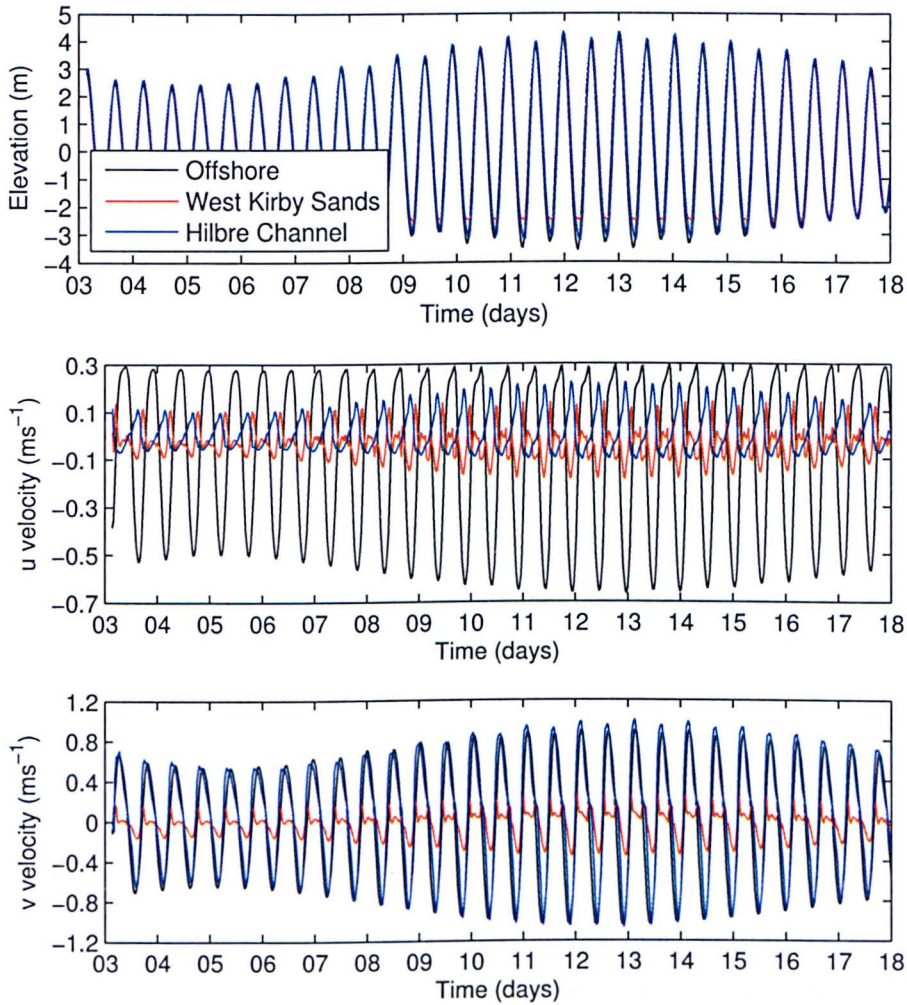 5
4
3
2
1
0
−1
−2
−3
−4
Elevation (m)
Offshore
West Kirby Sands
Hilbre Channel
03 04 05 06 07 08 09 10 11 12 13 14 15 16 17 18
Time (days)
0.3
0.1
−0.1
−0.3
−0.5
−0.7
u velocity (ms⁻¹)
03 04 05 06 07 08 09 10 11 12 13 14 15 16 17 18
Time (days)
1.2
0.8
0.4
0
−0.4
−0.8
−1.2
v velocity (ms⁻¹)
03 04 05 06 07 08 09 10 11 12 13 14 15 16 17 18
Time (days)